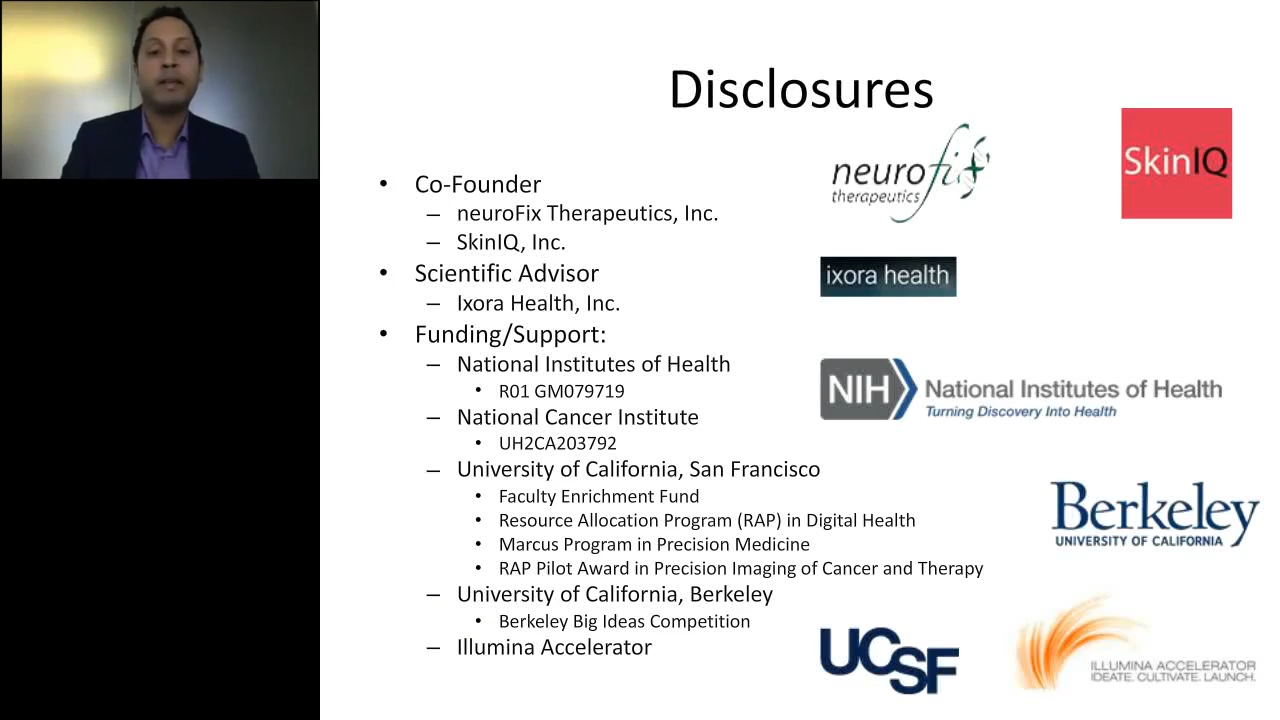 Disclosures
neurofix
therapeutics
SkinIQ
• Co-Founder
– neuroFix Therapeutics, Inc.
– SkinIQ, Inc.
• Scientific Advisor
ixora health
– Ixora Health, Inc.
• Funding/Support:
– National Institutes of Health
• R01 GM079719
NIH National Institutes of Health
Turning Discovery Into Health
– National Cancer Institute
• UH2CA203792
– University of California, San Francisco
• Faculty Enrichment Fund
• Resource Allocation Program (RAP) in Digital Health
• Marcus Program in Precision Medicine
• RAP Pilot Award in Precision Imaging of Cancer and Therapy
Berkeley
UNIVERSITY OF CALIFORNIA
– University of California, Berkeley
• Berkeley Big Ideas Competition
– Illumina Accelerator
UCSF
ILLUMINA ACCELERATOR
IDEATE. CULTIVATE. LAUNCH.